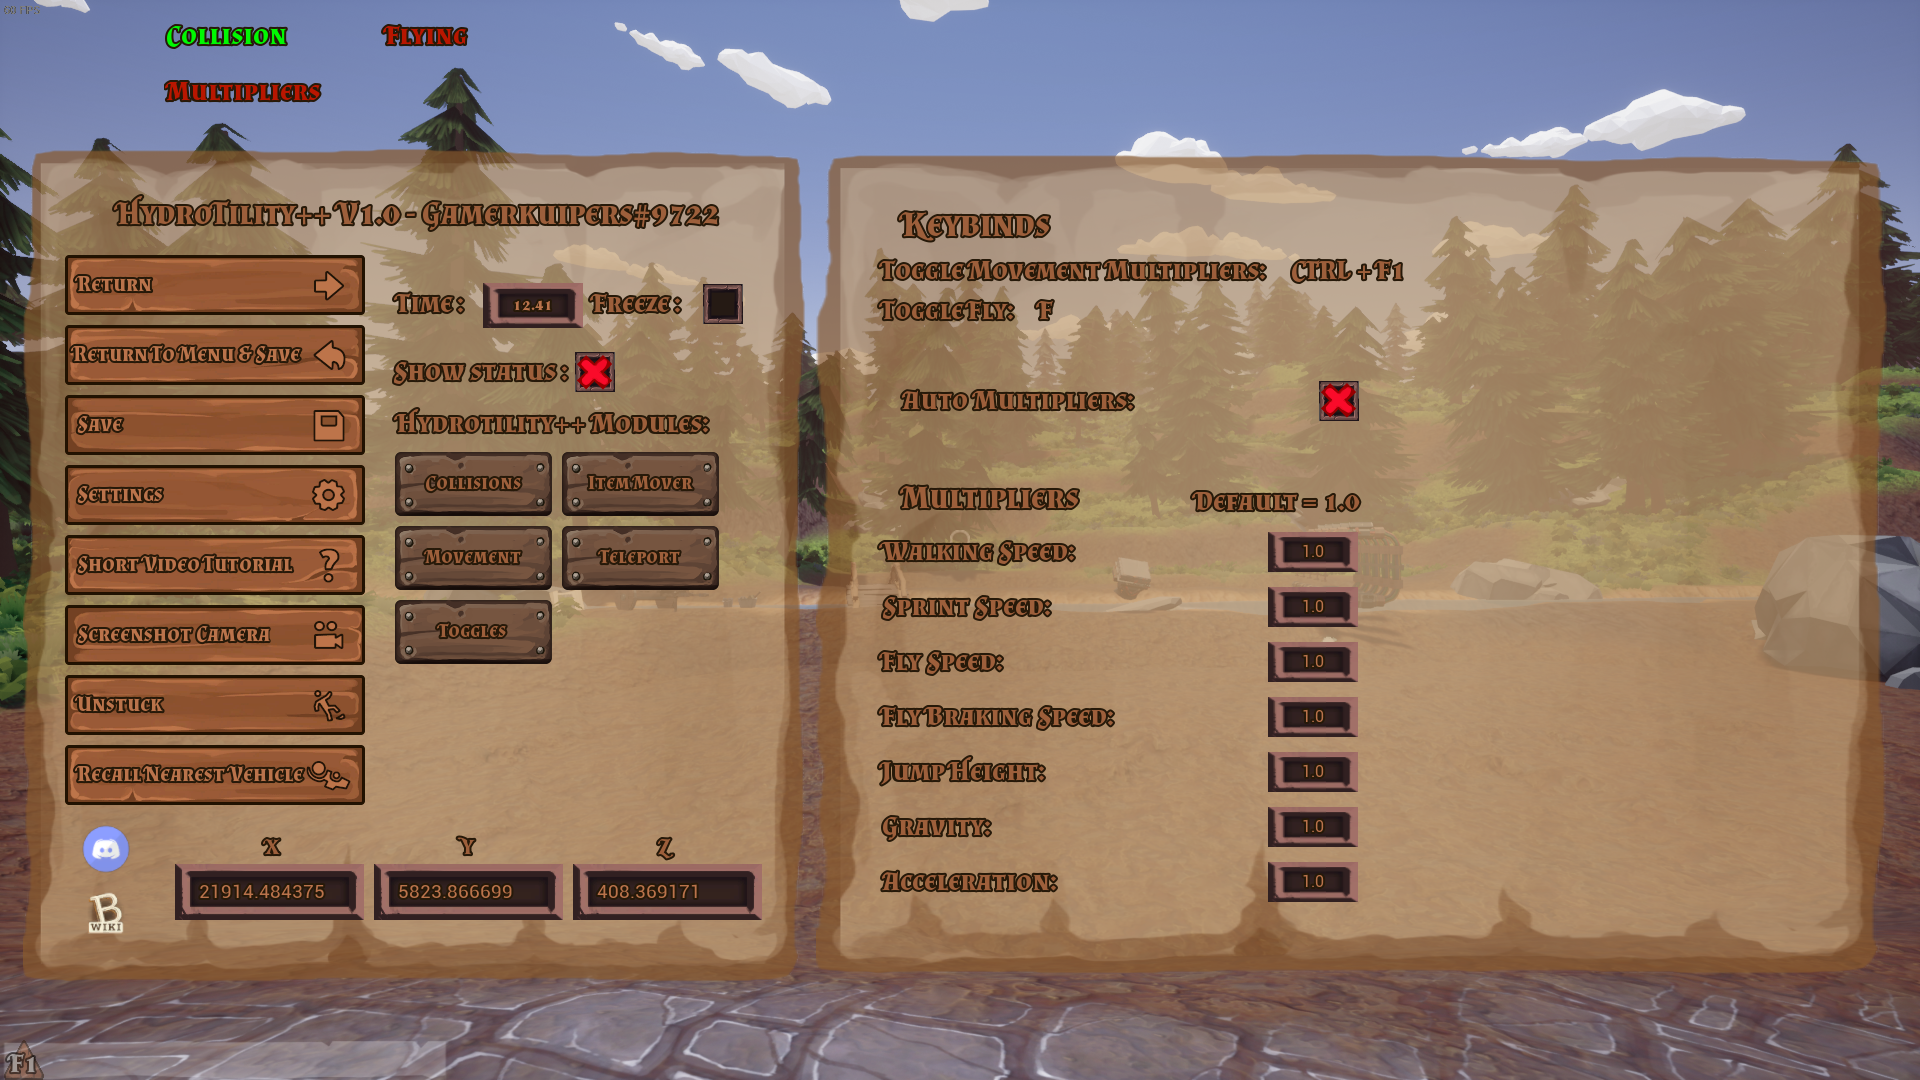 Collision Flying
Multipliers
HydroTility++ V1.0 - Gamerkuipers#9722
Return
Return To Menu & Save
Save
Settings
Short Video Tutorial
Screenshot Camera
Unstuck
Recall Nearest Vehicle
Time: 12.41 Freeze:
Show status:
Hydrotility++ Modules:
Collisions Item Mover
Movement Teleport
Toggles
X Y Z
21914.484375 5823.866699 408.369171
B
WIKI
Keybinds
Toggle Movement Multipliers: CTRL + F1
Toggle Fly: F
Auto Multipliers:
Multipliers Default = 1.0
Walking Speed: 1.0
Sprint Speed: 1.0
Fly Speed: 1.0
Fly Braking Speed: 1.0
Jump Height: 1.0
Gravity: 1.0
Acceleration: 1.0
F1